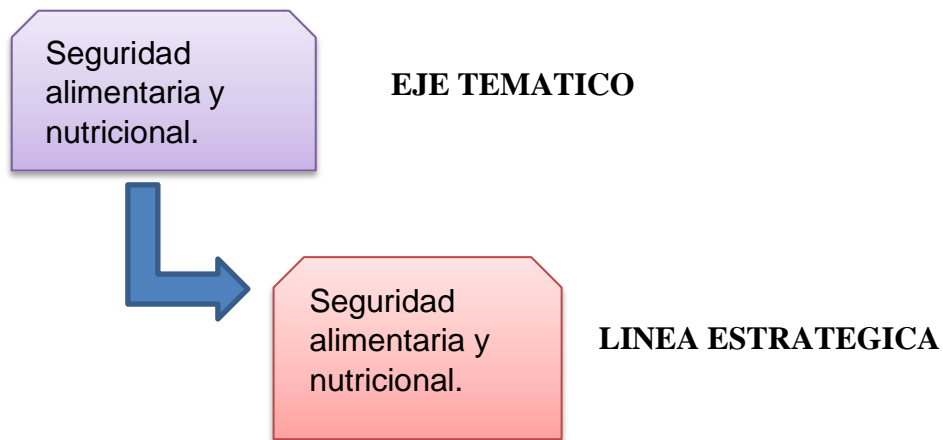 Seguridad
alimentaria y
nutricional.
EJE TEMATICO
Seguridad
alimentaria y
nutricional.
LINEA ESTRATEGICA